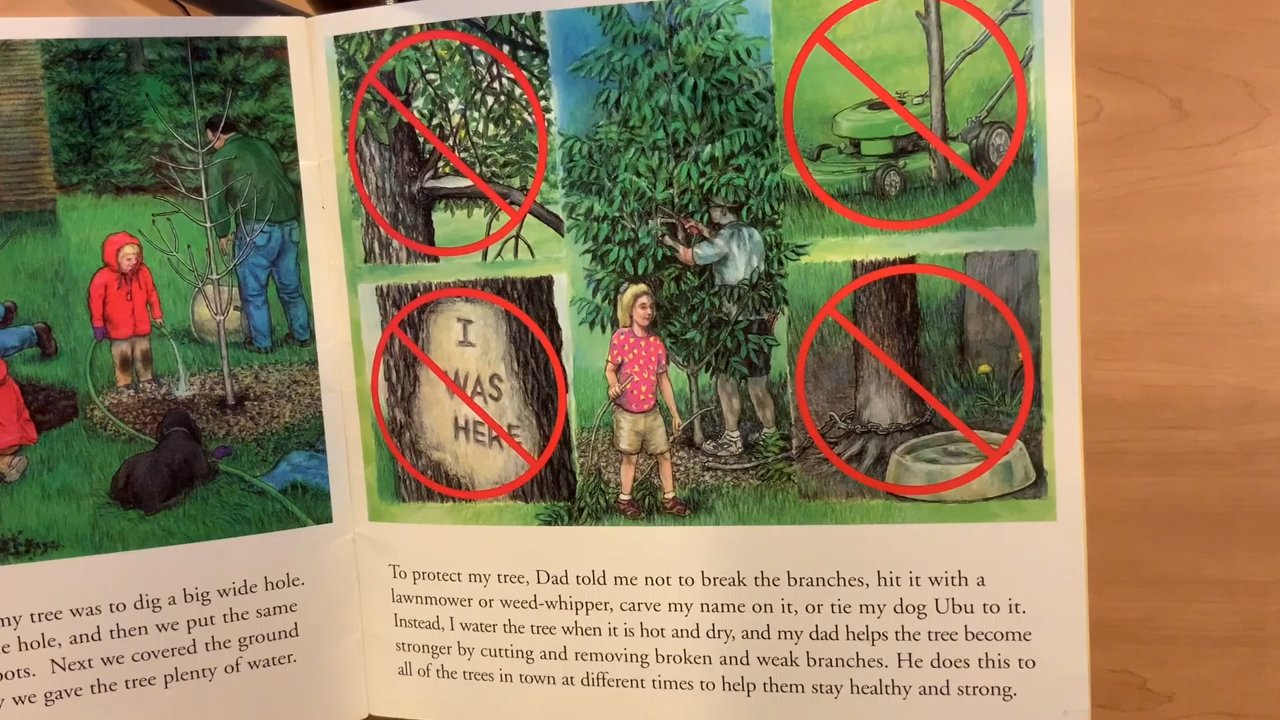 my tree was to dig a big wide hole.
hole, and then we put the same
Next we covered the ground
we gave the tree plenty of water.
I
WAS
HERE
To protect my tree, Dad told me not to break the branches, hit it with a
lawnmower or weed-whipper, carve my name on it, or tie my dog Ubu to it.
Instead, I water the tree when it is hot and dry, and my dad helps the tree become
stronger by cutting and removing broken and weak branches. He does this to
all of the trees in town at different times to help them stay healthy and strong.